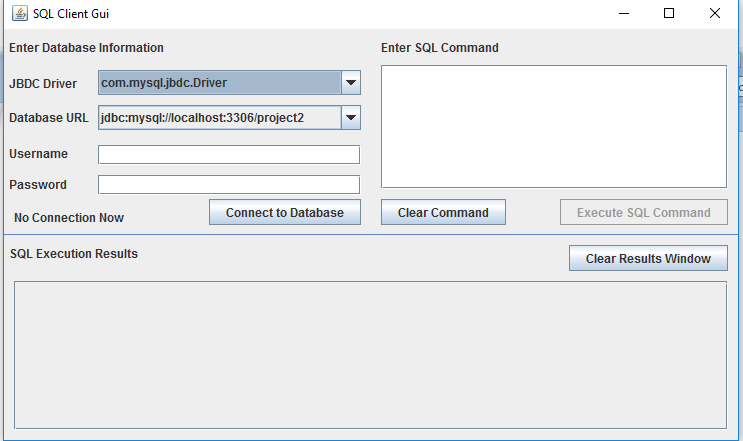 SQL Client Gui
Enter Database Information
JBDC Driver
com.mysql.jbdc.Driver
Database URL
jdbc:mysql://localhost:3306/project2
Username
Password
No Connection Now
Connect to Database
Enter SQL Command
Clear Command
Execute SQL Command
SQL Execution Results
Clear Results Window